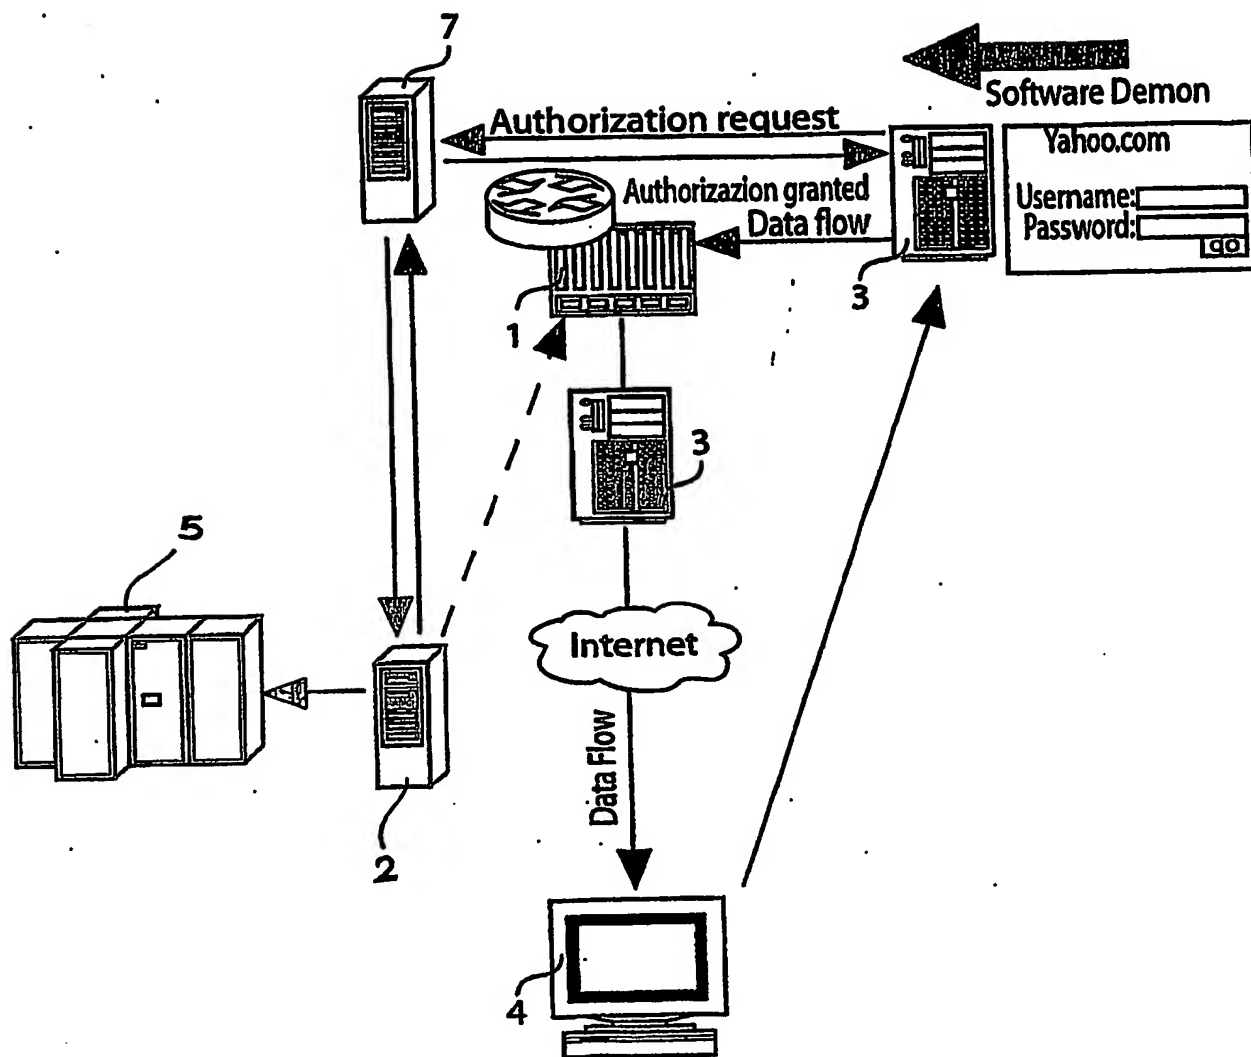 7
Software Demon
Authorization request
Yahoo.com
Authorizazion granted
Username:
Data flow
Password:
go
3
1
3
5
Internet
Data Flow
2
4